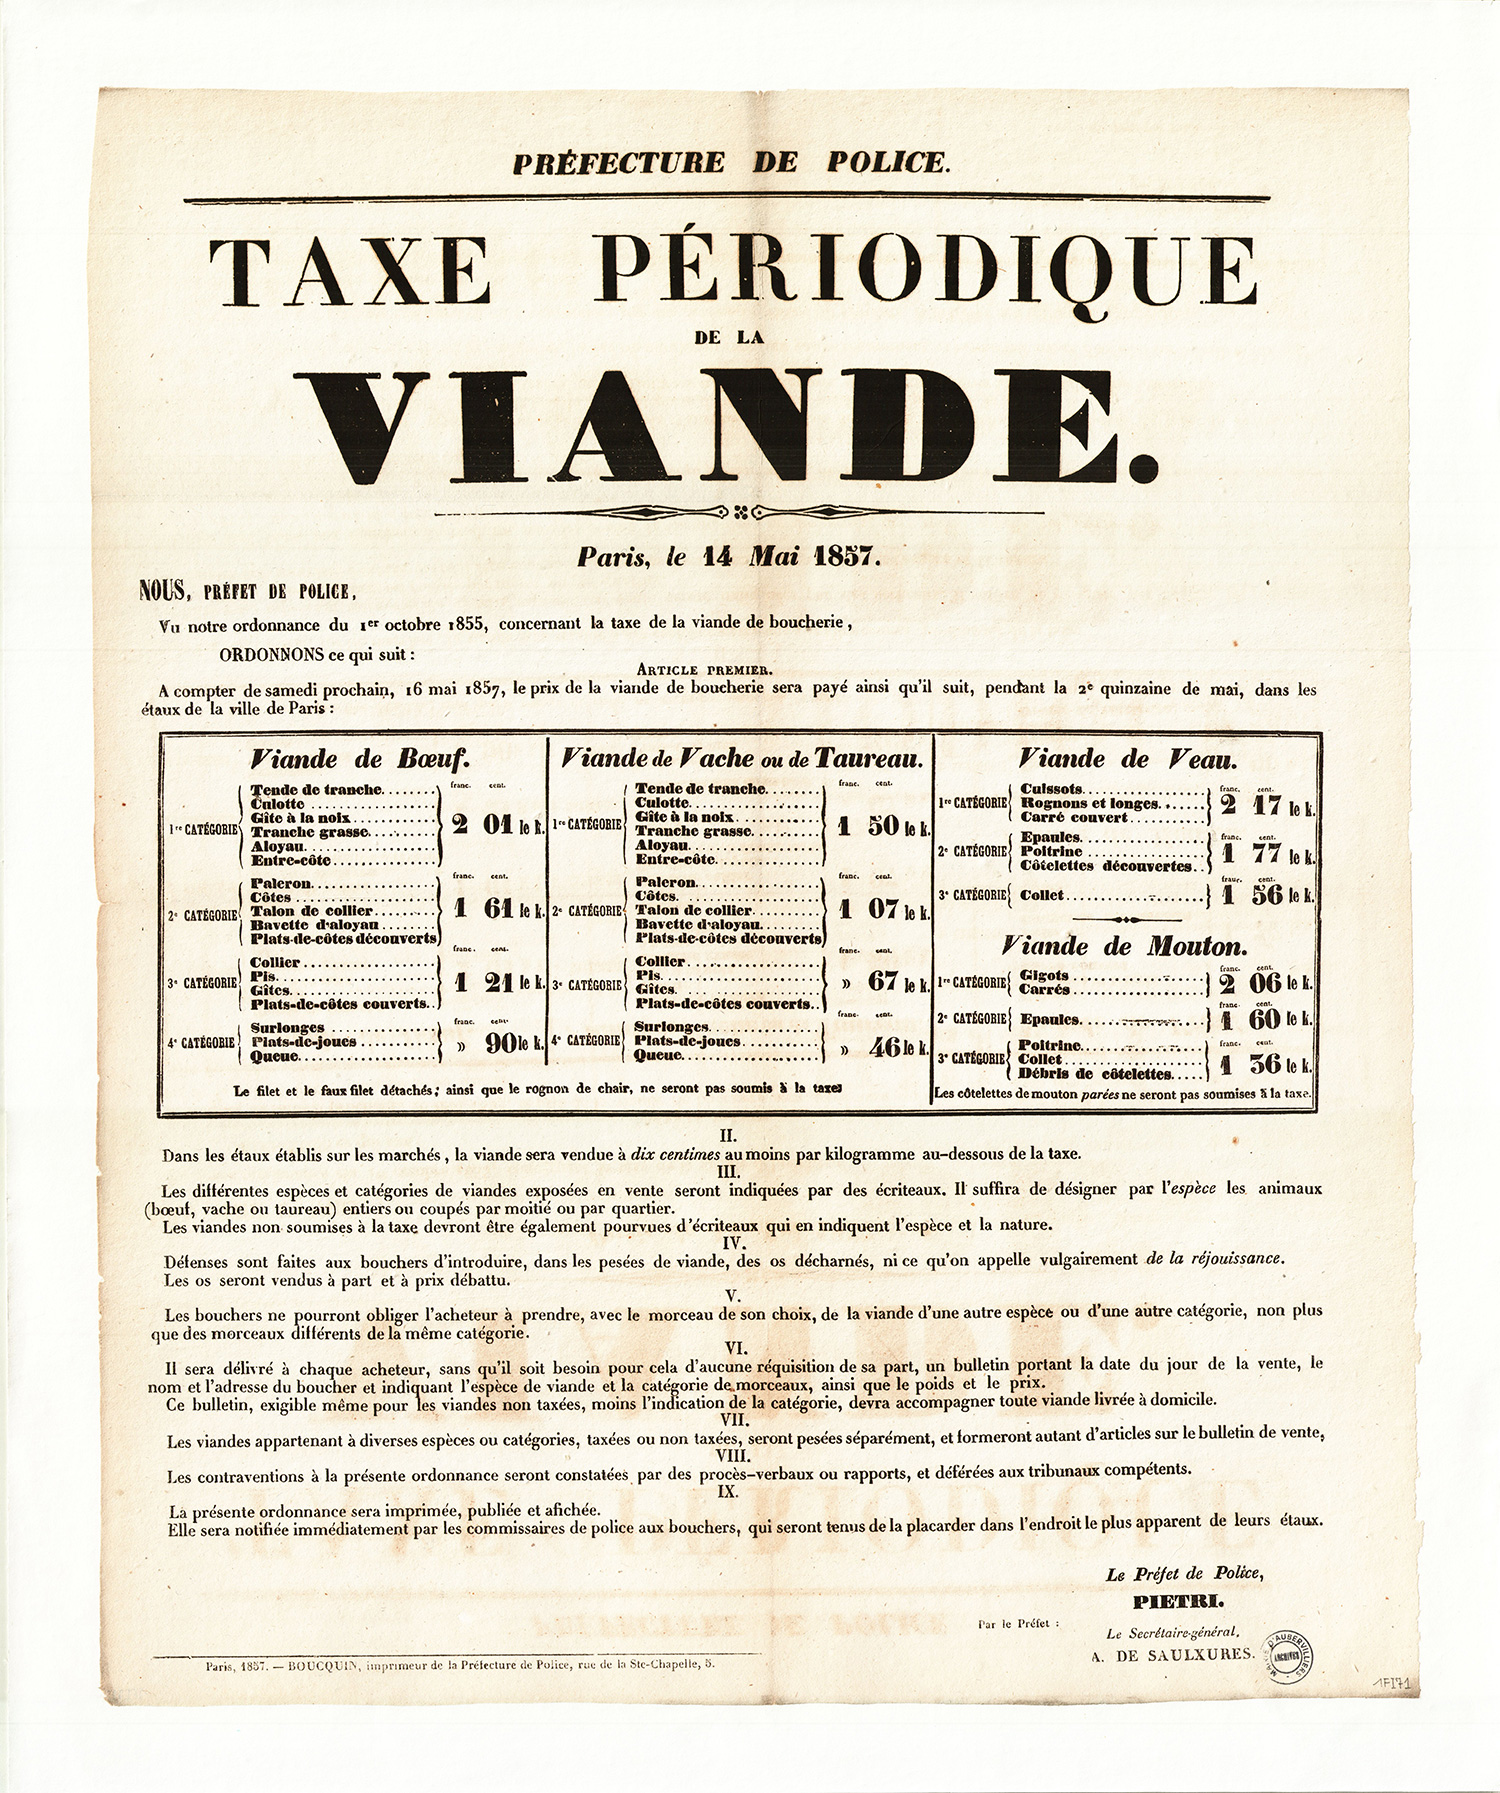 PRÉFECTURE DE POLICE.
TAXE PÉRIODIQUE
DE LA
VIANDE.
Paris, le 14 Mai 1857.
NOUS, PRÉFET DE POLICE,
Vu notre ordonnance du 1er octobre 1855, concernant la taxe de la viande de boucherie,
ORDONNONS ce qui suit :
ARTICLE PREMIER.
A compter de samedi prochain, 16 mai 1857, le prix de la viande de boucherie sera payé ainsi qu'il suit, pendant la 2e quinzaine de mai, dans les
étaux de la ville de Paris :
Viande de Bœuf.
franc. cent.
1re CATÉGORIE
Tende de tranche
Culotte
Gîte à la noix
Tranche grasse
Aloyau
Entre-côte
2 01 le k.
franc. cent.
2e CATÉGORIE
Paleron
Côtes
Talon de collier
Bavette d'aloyau
Plats-de-côtes découverts
1 61 le k.
franc. cent.
3e CATÉGORIE
Collier
Pis
Gîtes
Plats-de-côtes couverts
1 21 le k.
franc. cent.
4e CATÉGORIE
Surlonges
Plats-de-joues
Queue
» 90 le k.
Viande de Vache ou de Taureau.
franc. cent.
1re CATÉGORIE
Tende de tranche
Culotte
Gîte à la noix
Tranche grasse
Aloyau
Entre-côte
1 50 le k.
franc. cent.
2e CATÉGORIE
Paleron
Côtes
Talon de collier
Bavette d'aloyau
Plats-de-côtes découverts
1 07 le k.
franc. cent.
3e CATÉGORIE
Collier
Pis
Gîtes
Plats-de-côtes couverts
» 67 le k.
franc. cent.
4e CATÉGORIE
Surlonges
Plats-de-joues
Queue
» 46 le k.
Le filet et le faux filet détachés; ainsi que le rognon de chair, ne seront pas soumis à la taxe
Viande de Veau.
franc. cent.
1re CATÉGORIE
Cuissots
Rognons et longes
Carré couvert
2 17 le k.
franc. cent.
2e CATÉGORIE
Epaules
Poitrine
Côtelettes découvertes
1 77 le k.
franc. cent.
3e CATÉGORIE
Collet
1 56 le k.
Viande de Mouton.
franc. cent.
1re CATÉGORIE
Gigots
Carrés
2 06 le k.
franc. cent.
2e CATÉGORIE
Epaules
1 60 le k.
franc. cent.
3e CATÉGORIE
Poitrine
Collet
Débris de côtelettes
1 36 le k.
Les côtelettes de mouton parées ne seront pas soumises à la taxe.
II.
Dans les étaux établis sur les marchés, la viande sera vendue à dix centimes au moins par kilogramme au-dessous de la taxe.
III.
Les différentes espèces et catégories de viandes exposées en vente seront indiquées par des écriteaux. Il suffira de désigner par l'espèce les animaux
(bœuf, vache ou taureau) entiers ou coupés par moitié ou par quartier.
Les viandes non soumises à la taxe devront être également pourvues d'écriteaux qui en indiquent l'espèce et la nature.
IV.
Défenses sont faites aux bouchers d'introduire, dans les pesées de viande, des os décharnés, ni ce qu'on appelle vulgairement de la réjouissance.
Les os seront vendus à part et à prix débattu.
V.
Les bouchers ne pourront obliger l'acheteur à prendre, avec le morceau de son choix, de la viande d'une autre espèce ou d'une autre catégorie, non plus
que des morceaux différents de la même catégorie.
VI.
Il sera délivré à chaque acheteur, sans qu'il soit besoin pour cela d'aucune réquisition de sa part, un bulletin portant la date du jour de la vente, le
nom et l'adresse du boucher et indiquant l'espèce de viande et la catégorie de morceaux, ainsi que le poids et le prix.
Ce bulletin, exigible même pour les viandes non taxées, moins l'indication de la catégorie, devra accompagner toute viande livrée à domicile.
VII.
Les viandes appartenant à diverses espèces ou catégories, taxées ou non taxées, seront pesées séparément, et formeront autant d'articles sur le bulletin de vente,
VIII.
Les contraventions à la présente ordonnance seront constatées par des procès-verbaux ou rapports, et déférées aux tribunaux compétents.
IX.
La présente ordonnance sera imprimée, publiée et afichée.
Elle sera notifiée immédiatement par les commissaires de police aux bouchers, qui seront tenus de la placarder dans l'endroit le plus apparent de leurs étaux.
Le Préfet de Police,
PIETRI.
Par le Préfet :
Le Secrétaire-général,
A. DE SAULXURES.
MAIRIE D'AUBERVILLIERS
ARCHIVES
Paris, 1857. — BOUCQUIN, imprimeur de la Préfecture de Police, rue de la Ste-Chapelle, 5.
1FI71